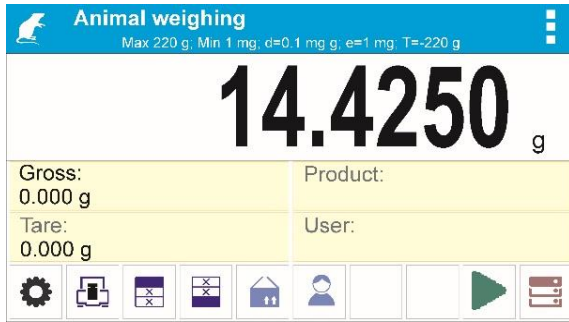 Animal weighing
Max 220 g; Min 1 mg; d=0.1 mg g; e=1 mg; T=-220 g
14.4250 g
Gross:
0.000 g
Product:
Tare:
0.000 g
User: